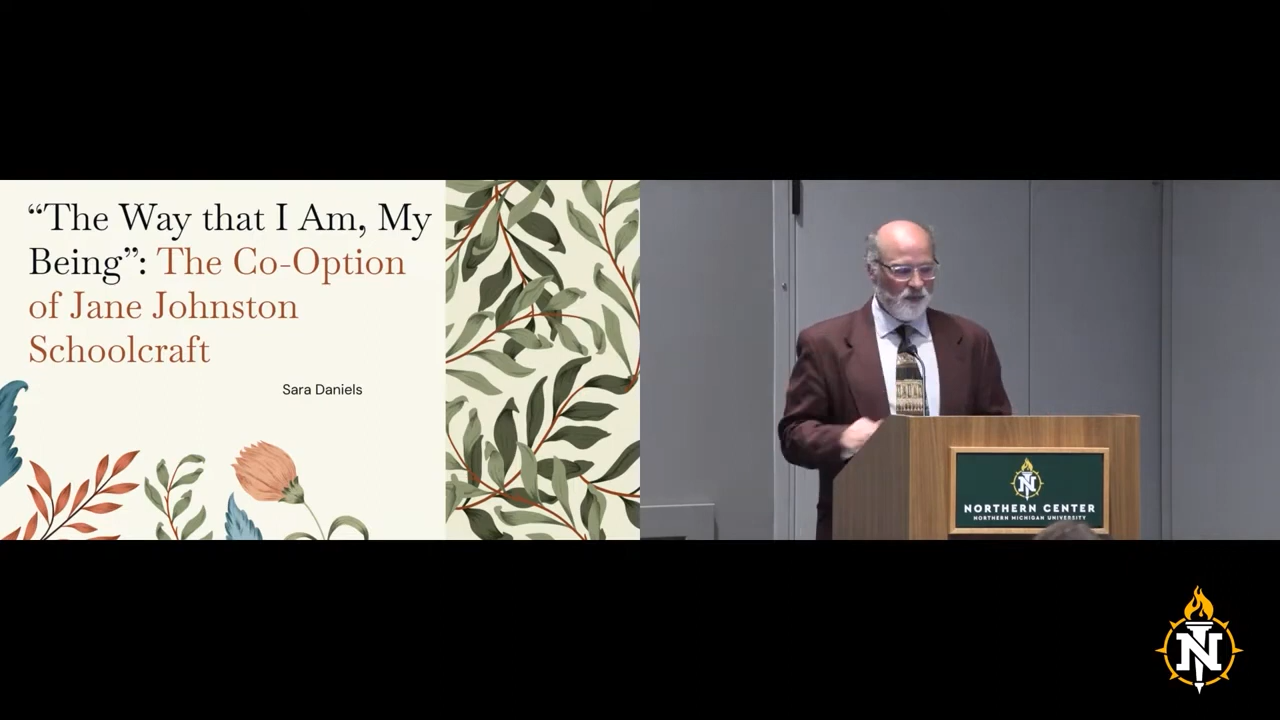 “The Way that I Am, My
Being”: The Co-Option
of Jane Johnston
Schoolcraft
Sara Daniels
N
NORTHERN CENTER
NORTHERN MICHIGAN UNIVERSITY
N